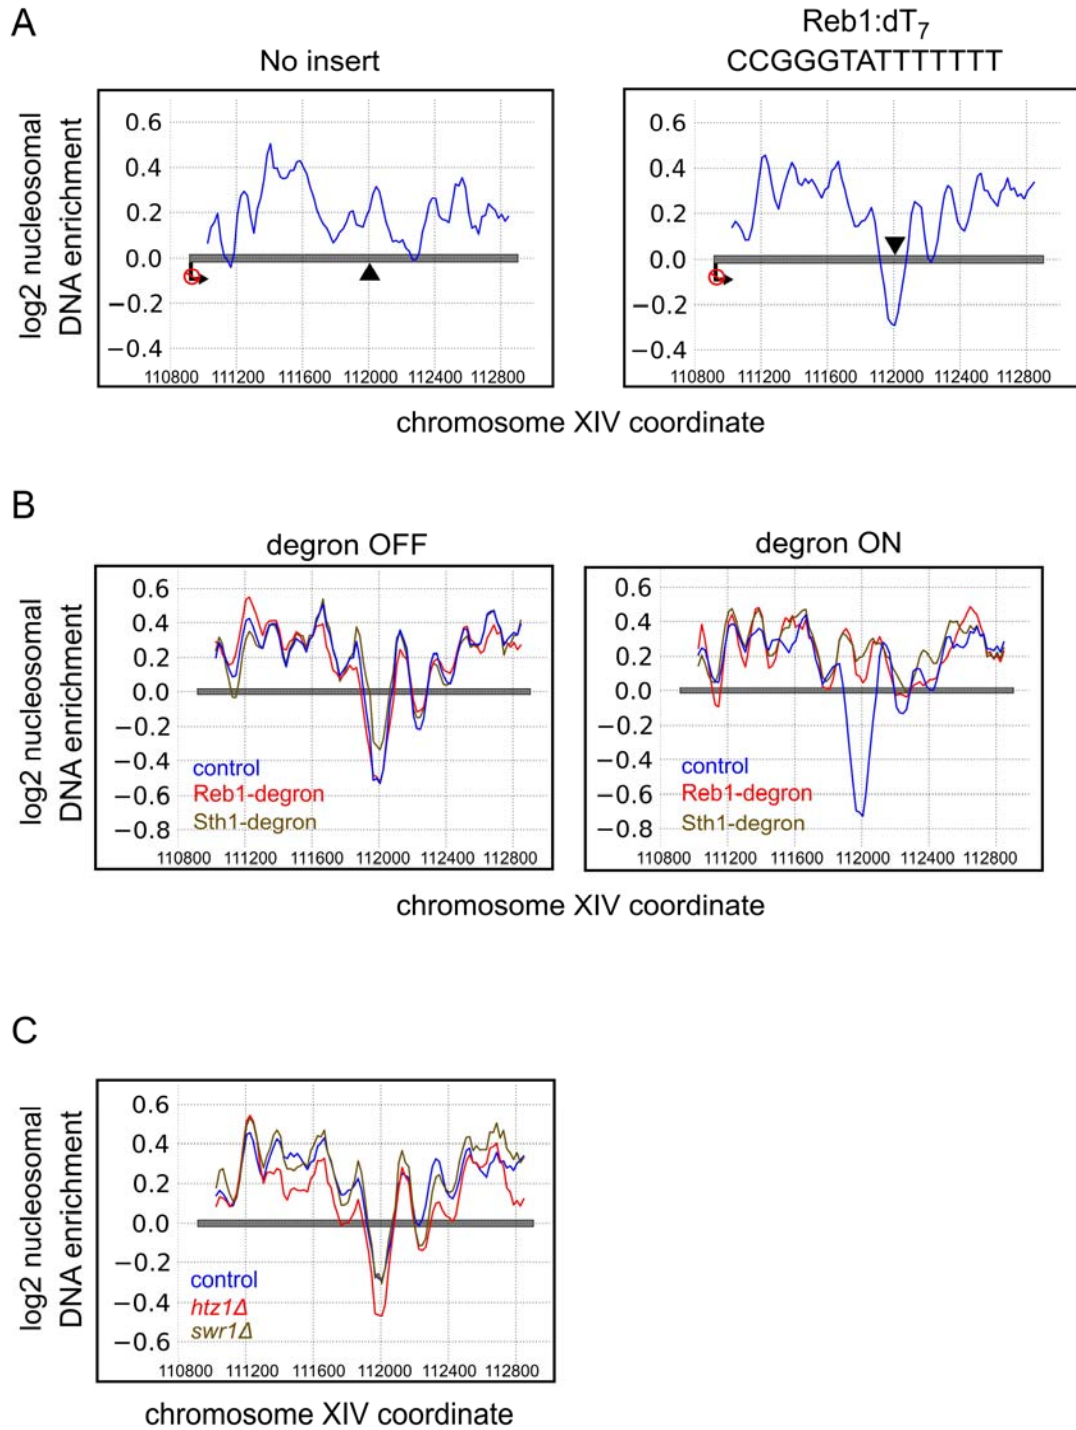 A
No insert
Reb1:dT7
CCGGGTATTTTTTT
log2 nucleosomal
DNA enrichment
0.6
0.4
0.2
0.0
−0.2
−0.4
110800 111200 111600 112000 112400 112800
0.6
0.4
0.2
0.0
−0.2
−0.4
110800 111200 111600 112000 112400 112800
chromosome XIV coordinate
B
degron OFF
degron ON
log2 nucleosomal
DNA enrichment
0.6
0.4
0.2
0.0
−0.2
−0.4
−0.6
−0.8
control
Reb1-degron
Sth1-degron
110800 111200 111600 112000 112400 112800
0.6
0.4
0.2
0.0
−0.2
−0.4
−0.6
−0.8
control
Reb1-degron
Sth1-degron
110800 111200 111600 112000 112400 112800
chromosome XIV coordinate
C
log2 nucleosomal
DNA enrichment
0.6
0.4
0.2
0.0
−0.2
−0.4
−0.6
control
htz1Δ
swr1Δ
110800 111200 111600 112000 112400 112800
chromosome XIV coordinate